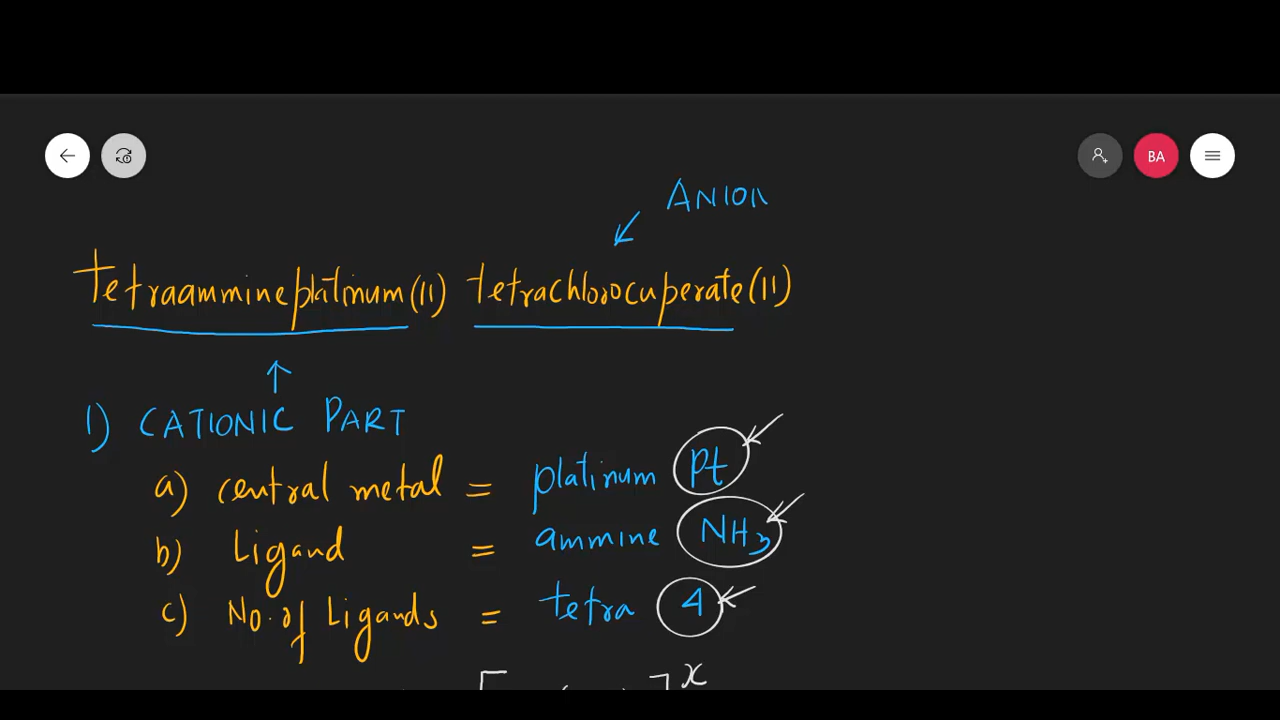 BA
ANION
tetraammineplatinum(II) tetrachlorocuperate(II)
1) CATIONIC PART
a) central metal = platinum Pt
b) Ligand = ammine NH3
c) No. of Ligands = tetra 4
x